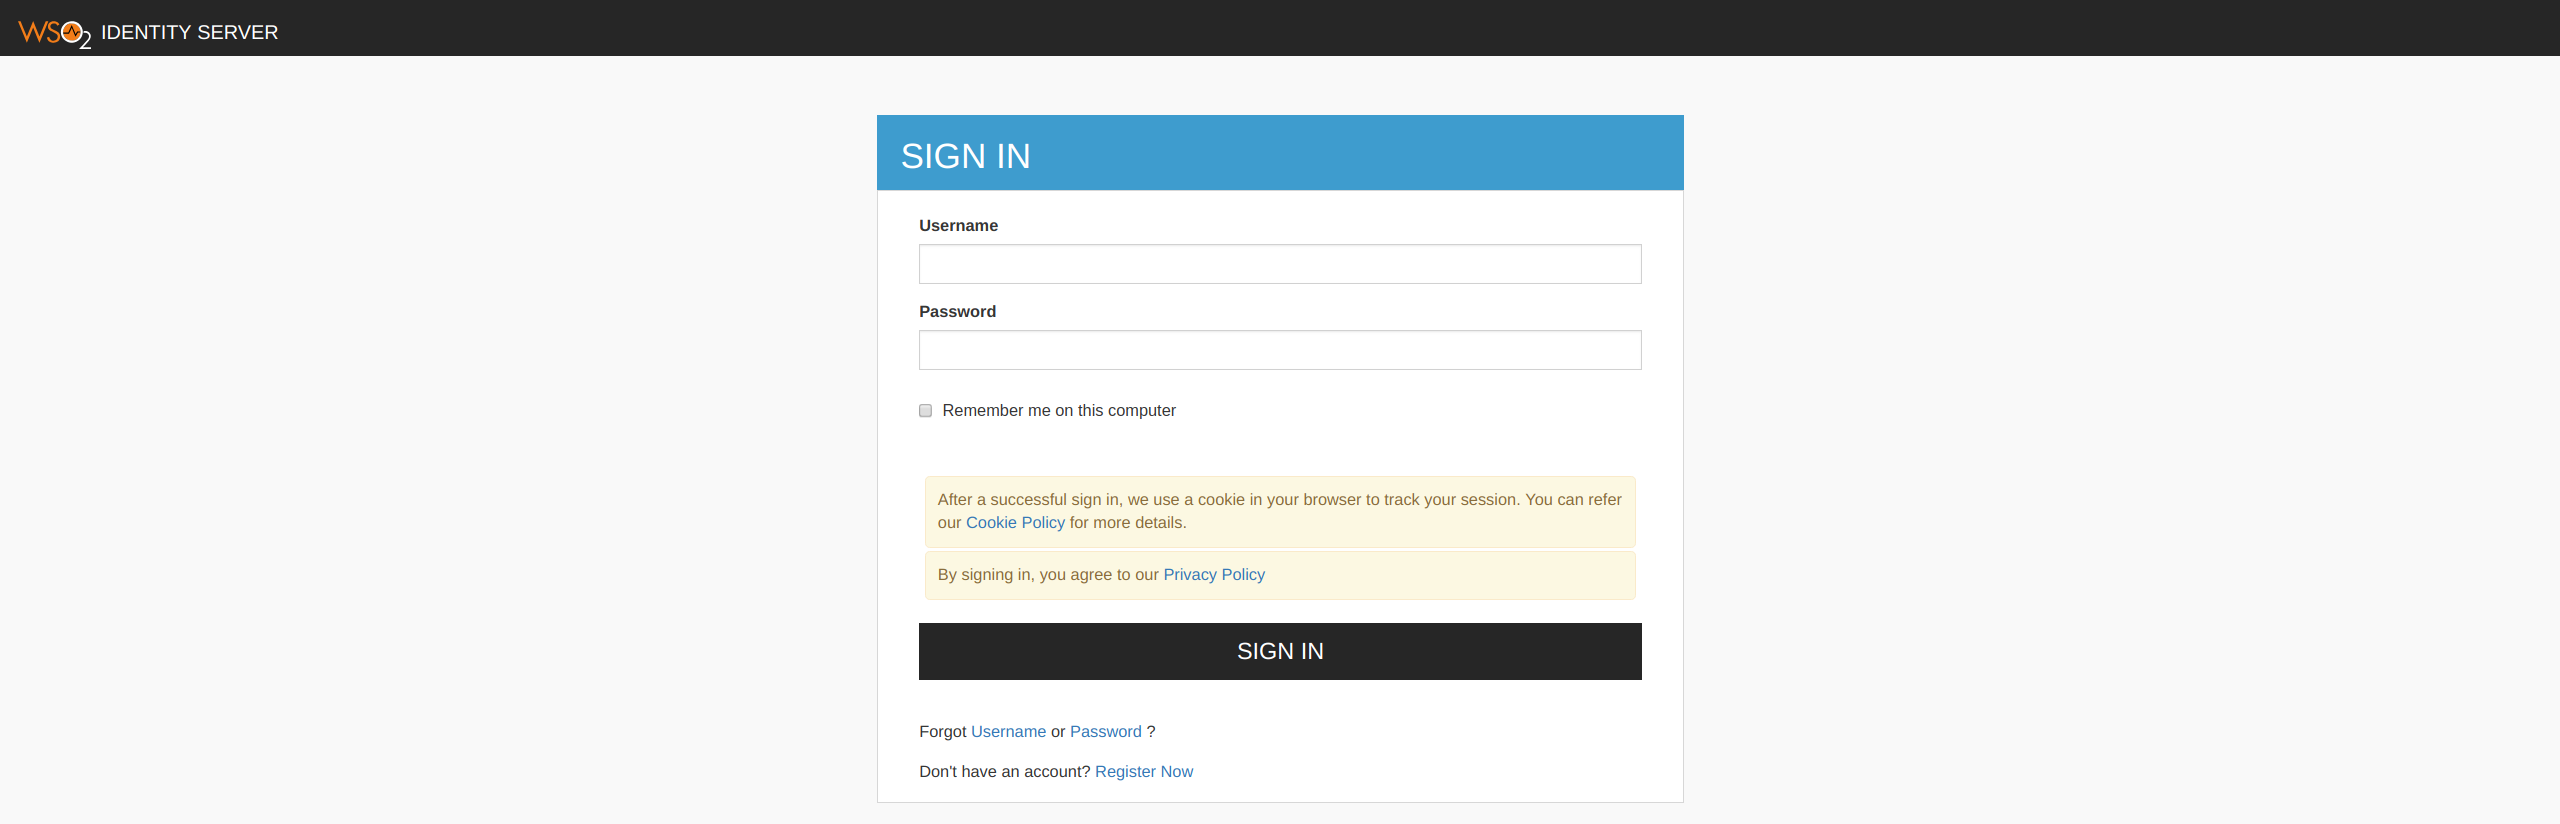 WSO2 IDENTITY SERVER
SIGN IN
Username
Password
Remember me on this computer
After a successful sign in, we use a cookie in your browser to track your session. You can refer
our Cookie Policy for more details.
By signing in, you agree to our Privacy Policy
SIGN IN
Forgot Username or Password ?
Don't have an account? Register Now